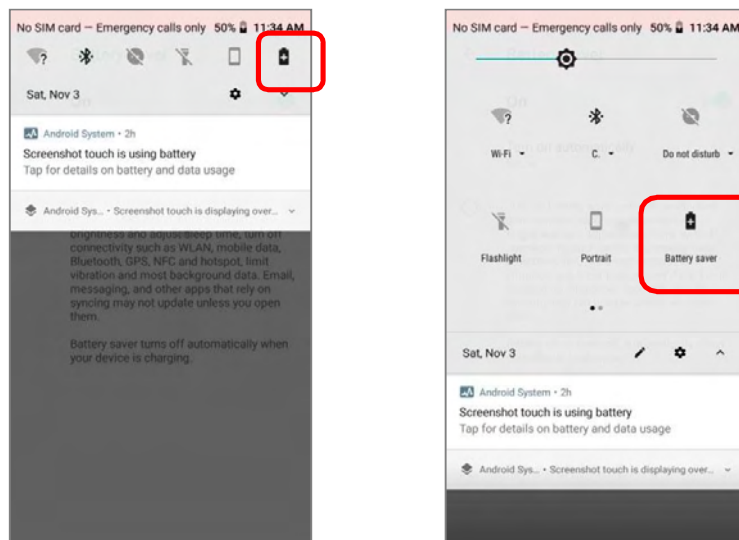 No SIM card — Emergency calls only 50% 11:34 AM
Sat, Nov 3
Android System • 2h
Screenshot touch is using battery
Tap for details on battery and data usage
Android Sys... • Screenshot touch is displaying over...
brightness and adjust sleep time, turn off
connectivity such as WLAN, mobile data,
Bluetooth, GPS, NFC and hotspot, limit
vibration and most background data. Email,
messaging, and other apps that rely on
syncing may not update unless you open
them.
Battery saver turns off automatically when
your device is charging.
No SIM card — Emergency calls only 50% 11:34 AM
On
Wi-Fi C. Do not disturb
Flashlight Portrait Battery saver
Sat, Nov 3
Android System • 2h
Screenshot touch is using battery
Tap for details on battery and data usage
Android Sys... • Screenshot touch is displaying over...